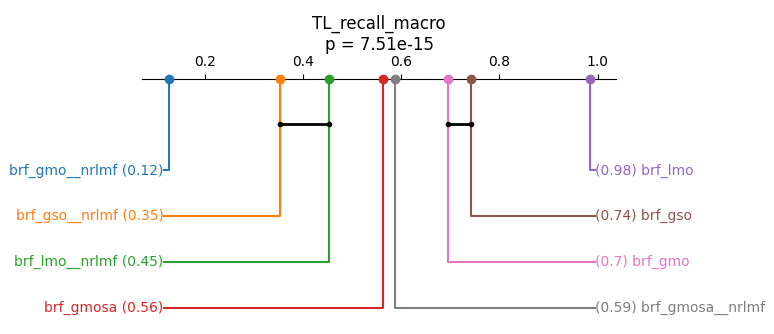 TL_recall_macro
p = 7.51e-15
0.2 0.4 0.6 0.8 1.0
brf_gmo__nrlmf (0.12) (0.98) brf_lmo
brf_gso__nrlmf (0.35) (0.74) brf_gso
brf_lmo__nrlmf (0.45) (0.7) brf_gmo
brf_gmosa (0.56) (0.59) brf_gmosa__nrlmf